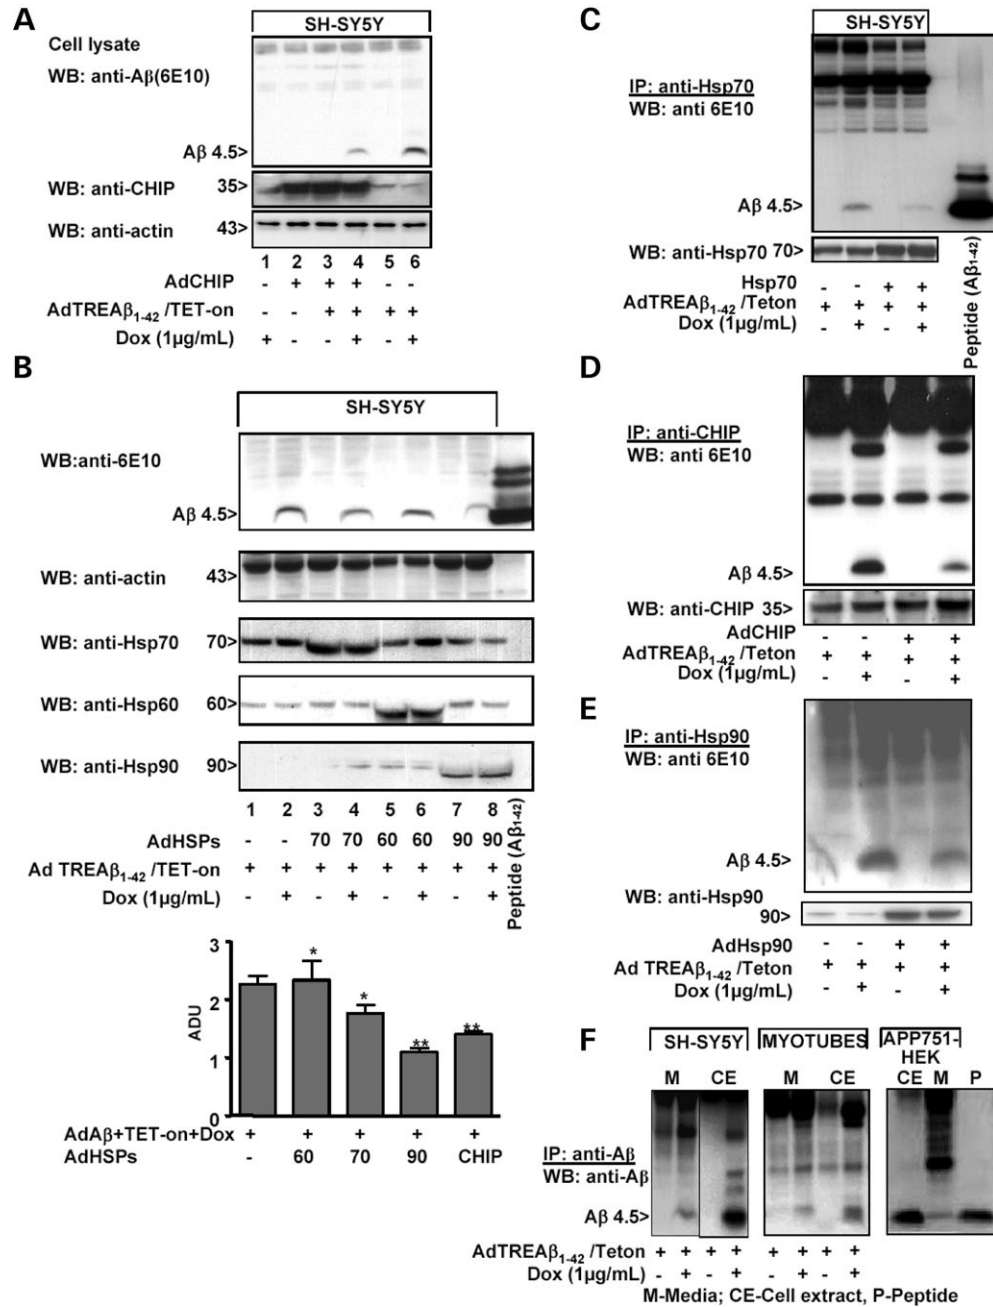 A
SH-SY5Y
Cell lysate
WB: anti-Aβ(6E10)
Aβ 4.5>
WB: anti-CHIP 35>
WB: anti-actin 43>
1 2 3 4 5 6
AdCHIP - + + + - -
AdTREAβ1-42 /TET-on - - + + + +
Dox (1μg/mL) + - - + - +
B
SH-SY5Y
WB:anti-6E10
Aβ 4.5>
WB: anti-actin 43>
WB: anti-Hsp70 70>
WB: anti-Hsp60 60>
WB: anti-Hsp90 90>
1 2 3 4 5 6 7 8
AdHSPs - - 70 70 60 60 90 90
Ad TREAβ1-42 /TET-on + + + + + + + +
Dox (1μg/mL) - + - + - + - +
Peptide (Aβ1-42)
3
2
1
0
ADU
* * ** **
AdAβ+TET-on+Dox + + + + +
AdHSPs - 60 70 90 CHIP
C
SH-SY5Y
IP: anti-Hsp70
WB: anti 6E10
Aβ 4.5>
WB: anti-Hsp70 70>
Hsp70 - - + +
AdTREAβ1-42 /Teton + + + +
Dox (1μg/mL) - + - +
Peptide (Aβ1-42)
D
IP: anti-CHIP
WB: anti 6E10
Aβ 4.5>
WB: anti-CHIP 35>
AdCHIP - - + +
AdTREAβ1-42 /Teton + + + +
Dox (1μg/mL) - + - +
E
IP: anti-Hsp90
WB: anti 6E10
Aβ 4.5>
WB: anti-Hsp90
90>
AdHsp90 - - + +
Ad TREAβ1-42 /Teton + + + +
Dox (1μg/mL) - + - +
F
SH-SY5Y MYOTUBES APP751-
HEK
M CE M CE CE M P
IP: anti-Aβ
WB: anti-Aβ
Aβ 4.5>
AdTREAβ1-42 /Teton + + + + + + + +
Dox (1μg/mL) - + - + - + - +
M-Media; CE-Cell extract, P-Peptide